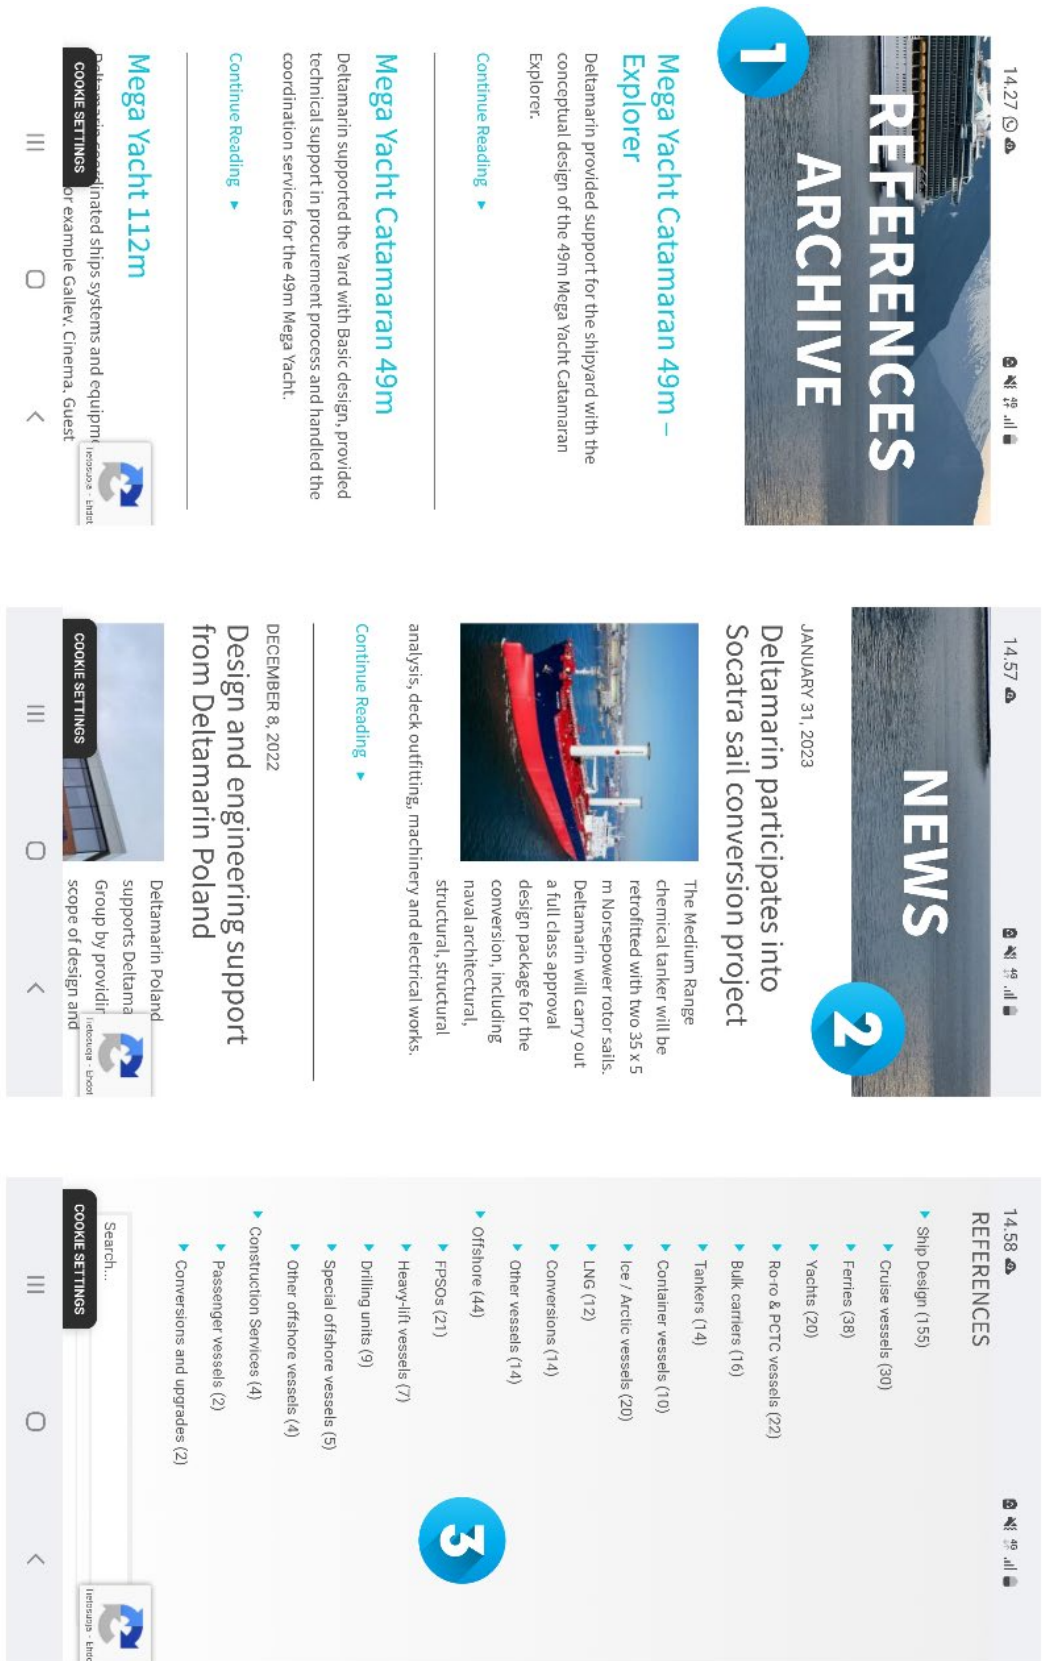 14.27
4G
REFERENCES
ARCHIVE
1
Mega Yacht Catamaran 49m –
Explorer
Deltamarin provided support for the shipyard with the
conceptual design of the 49m Mega Yacht Catamaran
Explorer.
Continue Reading
Mega Yacht Catamaran 49m
Deltamarin supported the Yard with Basic design, provided
technical support in procurement process and handled the
coordination services for the 49m Mega Yacht.
Continue Reading
Mega Yacht 112m
ships systems and equipm
or example Galley, Cinema, Guest
COOKIE SETTINGS
Tietosuoja - Ehdot
14.57
4G
NEWS
2
JANUARY 31, 2023
Deltamarin participates into
Socatra sail conversion project
The Medium Range
chemical tanker will be
retrofitted with two 35 x 5
m Norsepower rotor sails.
Deltamarin will carry out
a full class approval
design package for the
conversion, including
naval architectural,
structural, structural
analysis, deck outfitting, machinery and electrical works.
Continue Reading
DECEMBER 8, 2022
Design and engineering support
from Deltamarin Poland
Deltamarin Poland
supports Deltama
Group by providin
scope of design and
COOKIE SETTINGS
Tietosuoja - Ehdot
14.58
4G
REFERENCES
Ship Design (155)
Cruise vessels (30)
Ferries (38)
Yachts (20)
Ro-ro & PCTC vessels (22)
Bulk carriers (16)
Tankers (14)
Container vessels (10)
Ice / Arctic vessels (20)
LNG (12)
Conversions (14)
Other vessels (14)
Offshore (44)
FPSOs (21)
Heavy-lift vessels (7)
Drilling units (9)
Special offshore vessels (5)
Other offshore vessels (4)
Construction Services (4)
Passenger vessels (2)
Conversions and upgrades (2)
3
Search...
COOKIE SETTINGS
Tietosuoja - Ehdo